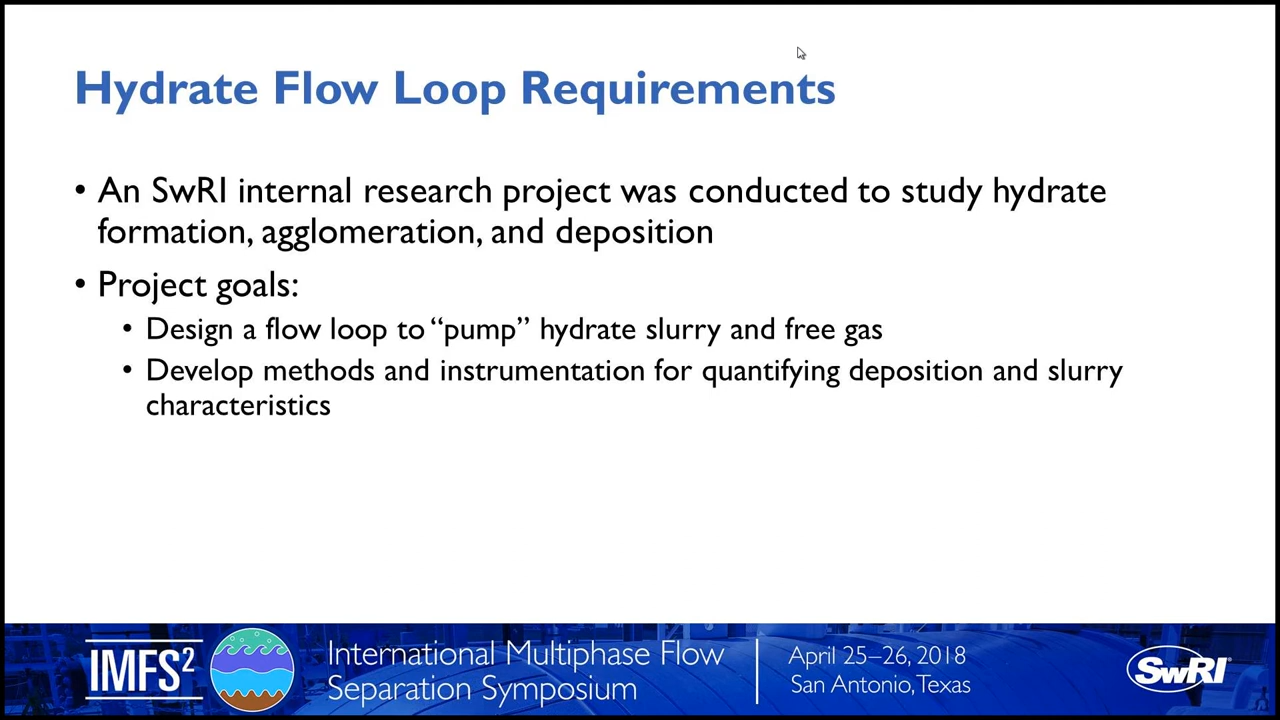 Hydrate Flow Loop Requirements
• An SwRI internal research project was conducted to study hydrate
formation, agglomeration, and deposition
• Project goals:
• Design a flow loop to “pump” hydrate slurry and free gas
• Develop methods and instrumentation for quantifying deposition and slurry
characteristics
IMFS²
International Multiphase Flow
Separation Symposium
April 25–26, 2018
San Antonio, Texas
SwRI®